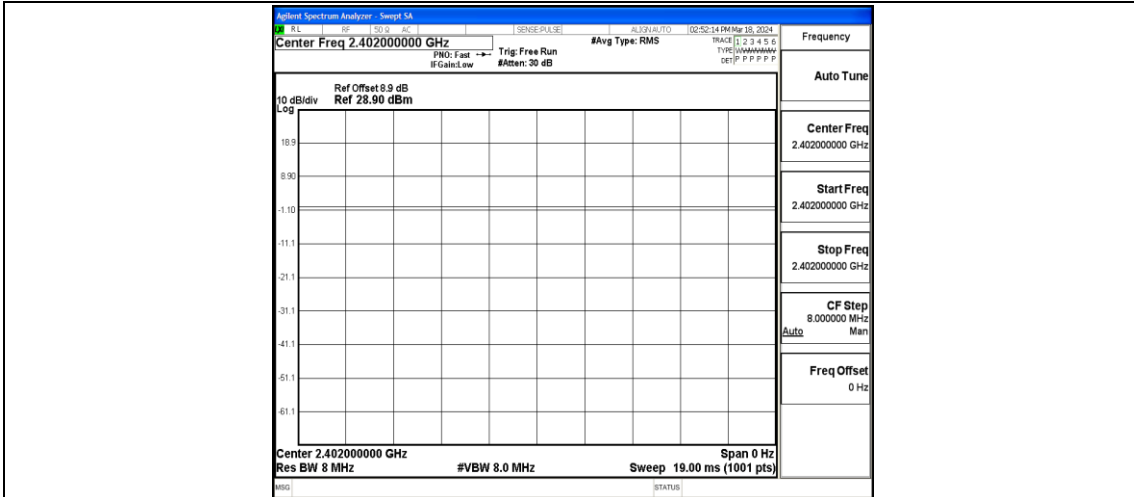 Agilent Spectrum Analyzer - Swept SA
RL RF 50 Ω AC SENSE:PULSE ALIGN AUTO 02:52:14 PM Mar 18, 2024
Center Freq 2.402000000 GHz
#Avg Type: RMS
TRACE 1 2 3 4 5 6
TYPE
DET P P P P P P
PNO: Fast
IFGain:Low
Trig: Free Run
#Atten: 30 dB
Ref Offset 8.9 dB
10 dB/div Ref 28.90 dBm
Log
18.9
8.90
-1.10
-11.1
-21.1
-31.1
-41.1
-51.1
-61.1
Center 2.402000000 GHz Span 0 Hz
Res BW 8 MHz #VBW 8.0 MHz Sweep 19.00 ms (1001 pts)
MSG STATUS
Frequency
Auto Tune
Center Freq
2.402000000 GHz
Start Freq
2.402000000 GHz
Stop Freq
2.402000000 GHz
CF Step
8.000000 MHz
Auto Man
Freq Offset
0 Hz